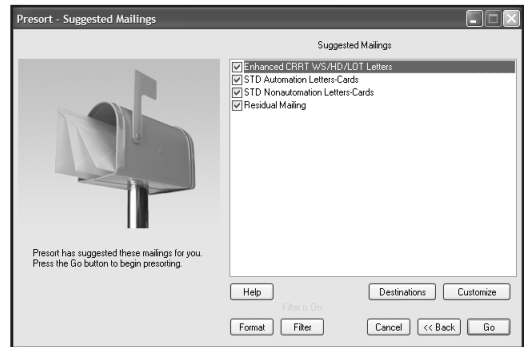 Presort - Suggested Mailings
Suggested Mailings
Enhanced CRRT WS/HD/LOT Letters
STD Automation Letters-Cards
STD Nonautomation Letters-Cards
Residual Mailing
Presort has suggested these mailings for you.
Press the Go button to begin presorting.
Help
Destinations
Customize
Filter is On
Format
Filter
Cancel
<< Back
Go